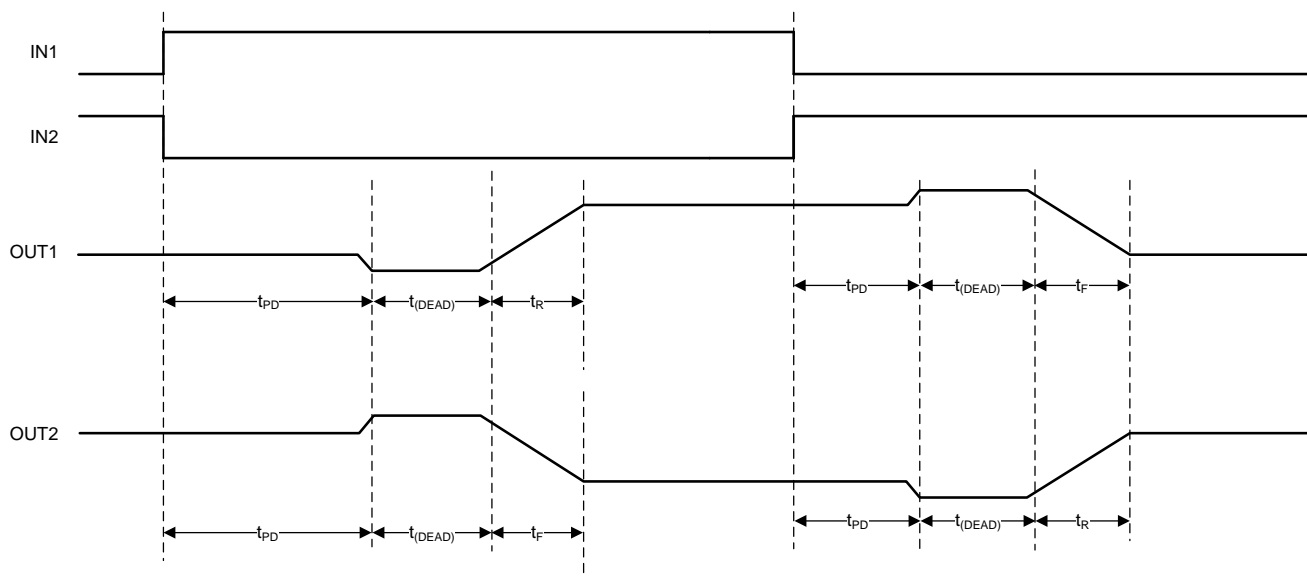 IN1
IN2
OUT1
tPD t(DEAD) tR tPD t(DEAD) tF
OUT2
tPD t(DEAD) tF tPD t(DEAD) tR